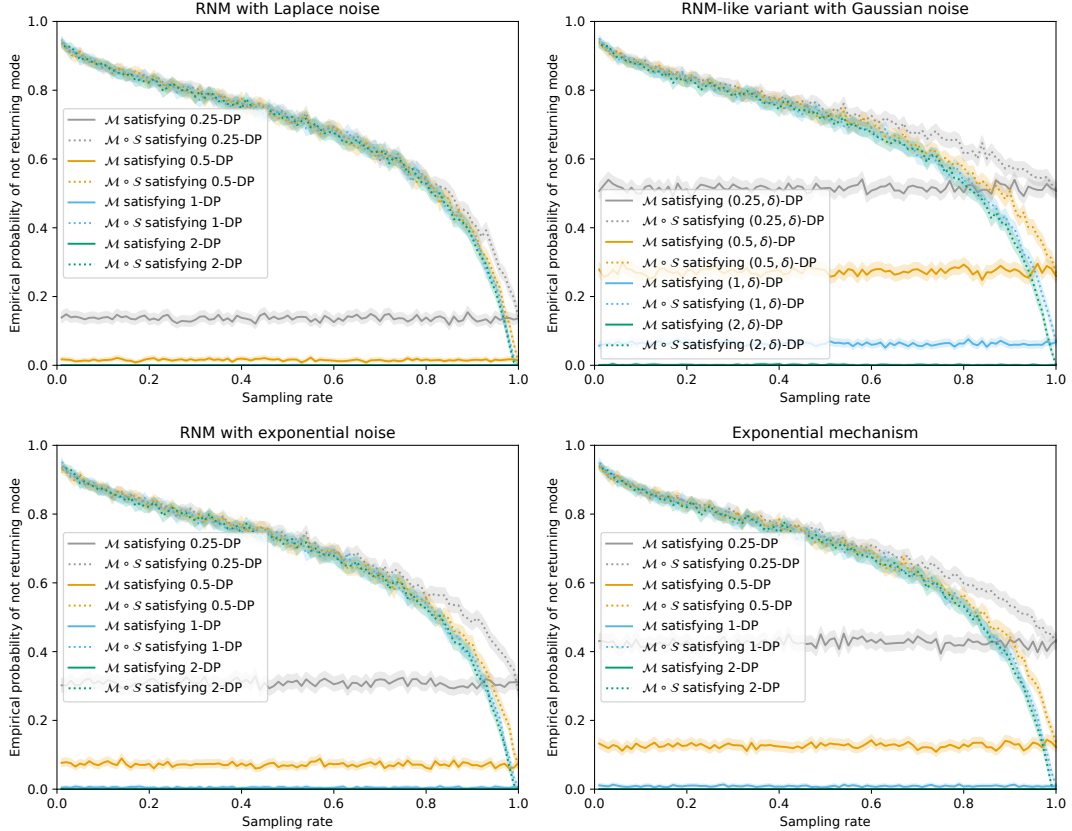 RNM with Laplace noise
Empirical probability of not returning mode
1.0
0.8
0.6
0.4
0.2
0.0
ℳ satisfying 0.25-DP
ℳ ∘ 𝒮 satisfying 0.25-DP
ℳ satisfying 0.5-DP
ℳ ∘ 𝒮 satisfying 0.5-DP
ℳ satisfying 1-DP
ℳ ∘ 𝒮 satisfying 1-DP
ℳ satisfying 2-DP
ℳ ∘ 𝒮 satisfying 2-DP
0.0 0.2 0.4 0.6 0.8 1.0
Sampling rate
RNM-like variant with Gaussian noise
Empirical probability of not returning mode
1.0
0.8
0.6
0.4
0.2
0.0
ℳ satisfying (0.25, δ)-DP
ℳ ∘ 𝒮 satisfying (0.25, δ)-DP
ℳ satisfying (0.5, δ)-DP
ℳ ∘ 𝒮 satisfying (0.5, δ)-DP
ℳ satisfying (1, δ)-DP
ℳ ∘ 𝒮 satisfying (1, δ)-DP
ℳ satisfying (2, δ)-DP
ℳ ∘ 𝒮 satisfying (2, δ)-DP
0.0 0.2 0.4 0.6 0.8 1.0
Sampling rate
RNM with exponential noise
Empirical probability of not returning mode
1.0
0.8
0.6
0.4
0.2
0.0
ℳ satisfying 0.25-DP
ℳ ∘ 𝒮 satisfying 0.25-DP
ℳ satisfying 0.5-DP
ℳ ∘ 𝒮 satisfying 0.5-DP
ℳ satisfying 1-DP
ℳ ∘ 𝒮 satisfying 1-DP
ℳ satisfying 2-DP
ℳ ∘ 𝒮 satisfying 2-DP
0.0 0.2 0.4 0.6 0.8 1.0
Sampling rate
Exponential mechanism
Empirical probability of not returning mode
1.0
0.8
0.6
0.4
0.2
0.0
ℳ satisfying 0.25-DP
ℳ ∘ 𝒮 satisfying 0.25-DP
ℳ satisfying 0.5-DP
ℳ ∘ 𝒮 satisfying 0.5-DP
ℳ satisfying 1-DP
ℳ ∘ 𝒮 satisfying 1-DP
ℳ satisfying 2-DP
ℳ ∘ 𝒮 satisfying 2-DP
0.0 0.2 0.4 0.6 0.8 1.0
Sampling rate